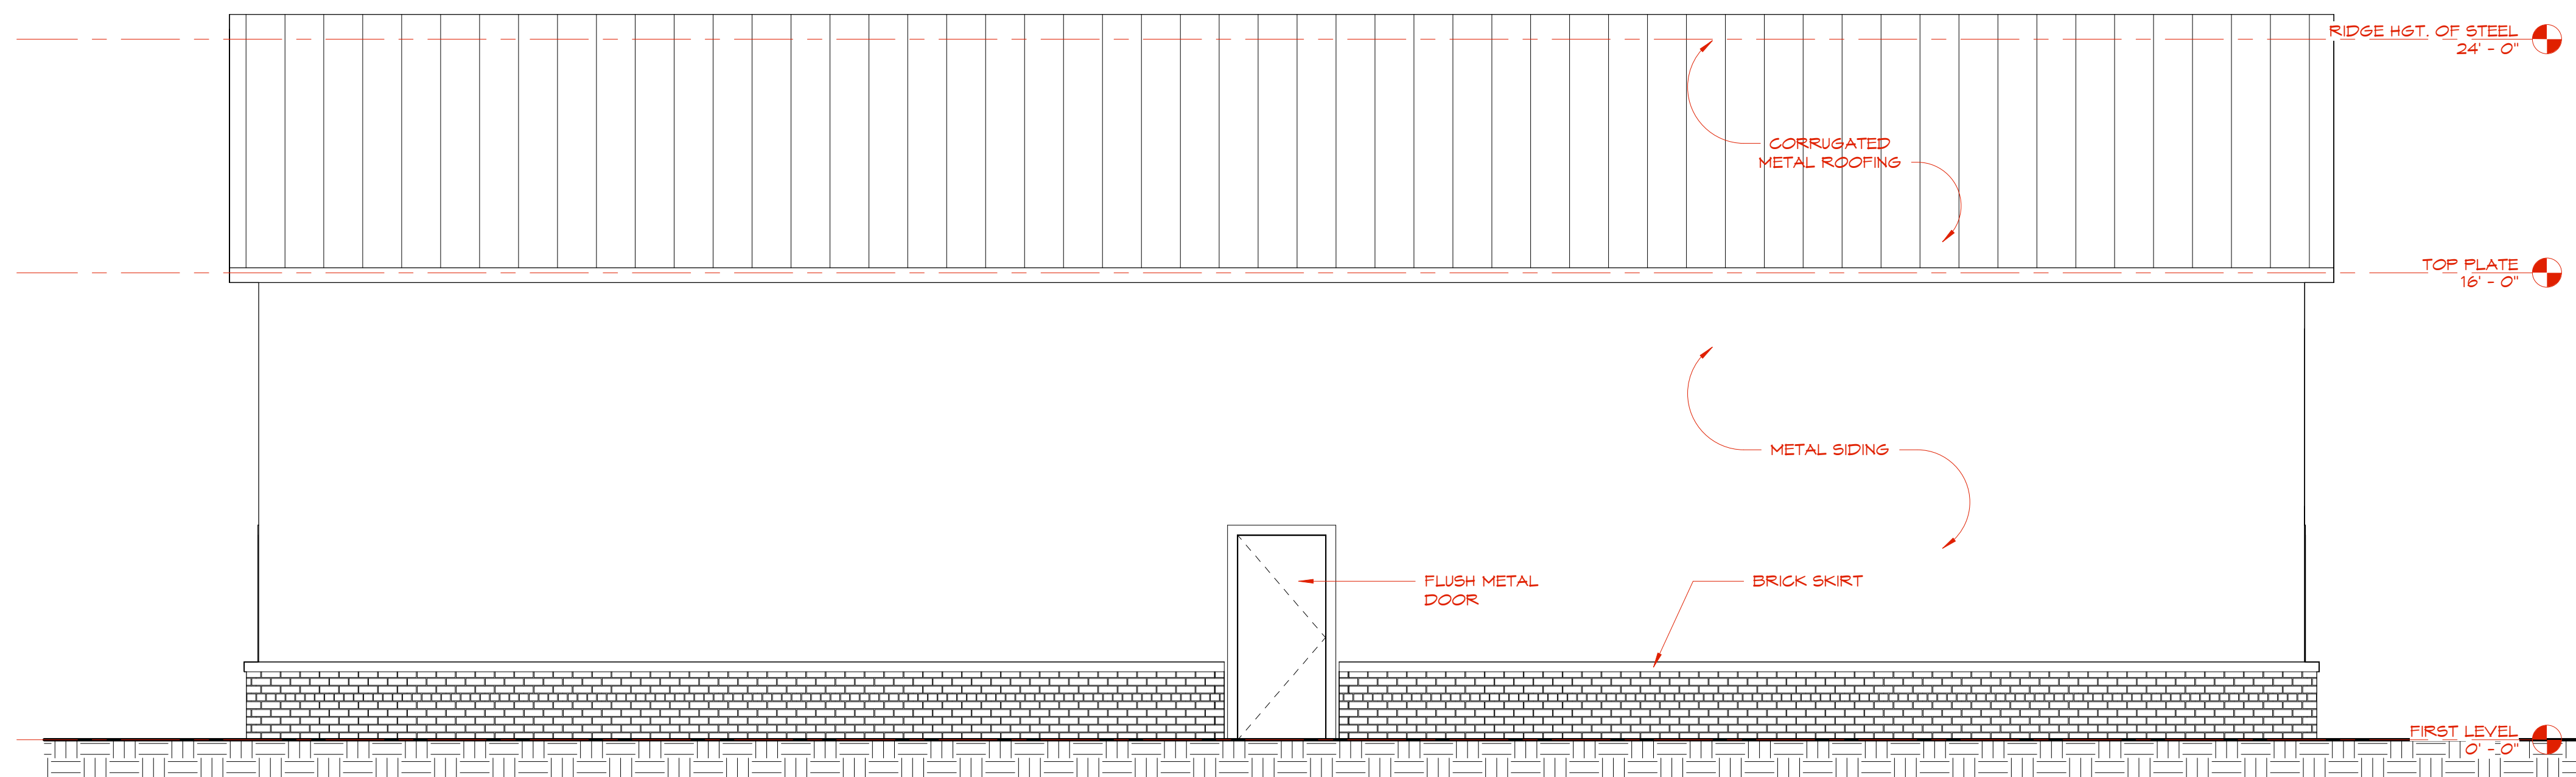 RIDGE HGT. OF STEEL
24' - 0"
CORRUGATED
METAL ROOFING
TOP PLATE
16' - 0"
METAL SIDING
FLUSH METAL
DOOR
BRICK SKIRT
FIRST LEVEL
0' - 0"